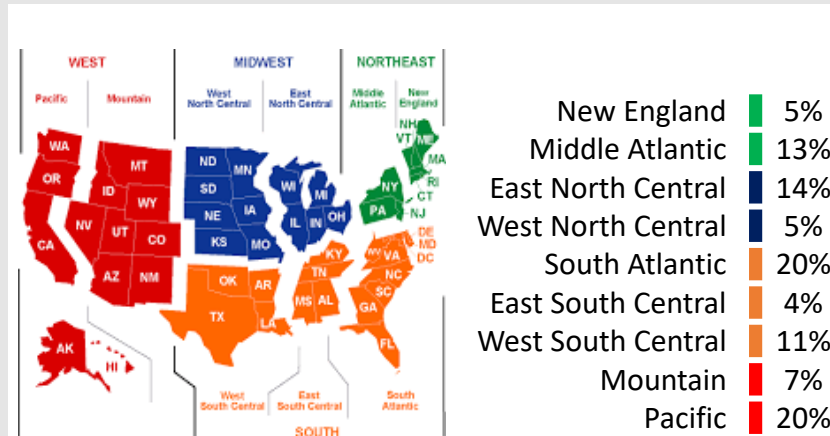 WEST
MIDWEST
NORTHEAST
Pacific
Mountain
West
North Central
East
North Central
Middle
Atlantic
New
England
WA
OR
CA
NV
ID
MT
WY
UT
CO
AZ
NM
AK
HI
ND
SD
NE
KS
MN
IA
MO
WI
IL
MI
IN
OH
NH
VT
ME
MA
RI
CT
NJ
NY
PA
DE
MD
DC
WV
VA
NC
SC
GA
FL
KY
TN
MS
AL
OK
TX
AR
LA
West
South Central
East
South Central
South
Atlantic
SOUTH
New England 5%
Middle Atlantic 13%
East North Central 14%
West North Central 5%
South Atlantic 20%
East South Central 4%
West South Central 11%
Mountain 7%
Pacific 20%